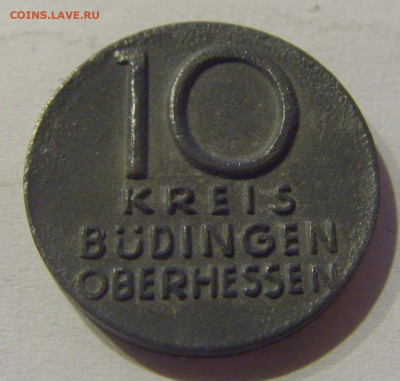 COINS.LAVE.RU
10
KREIS
BÜDINGEN
OBERHESSEN